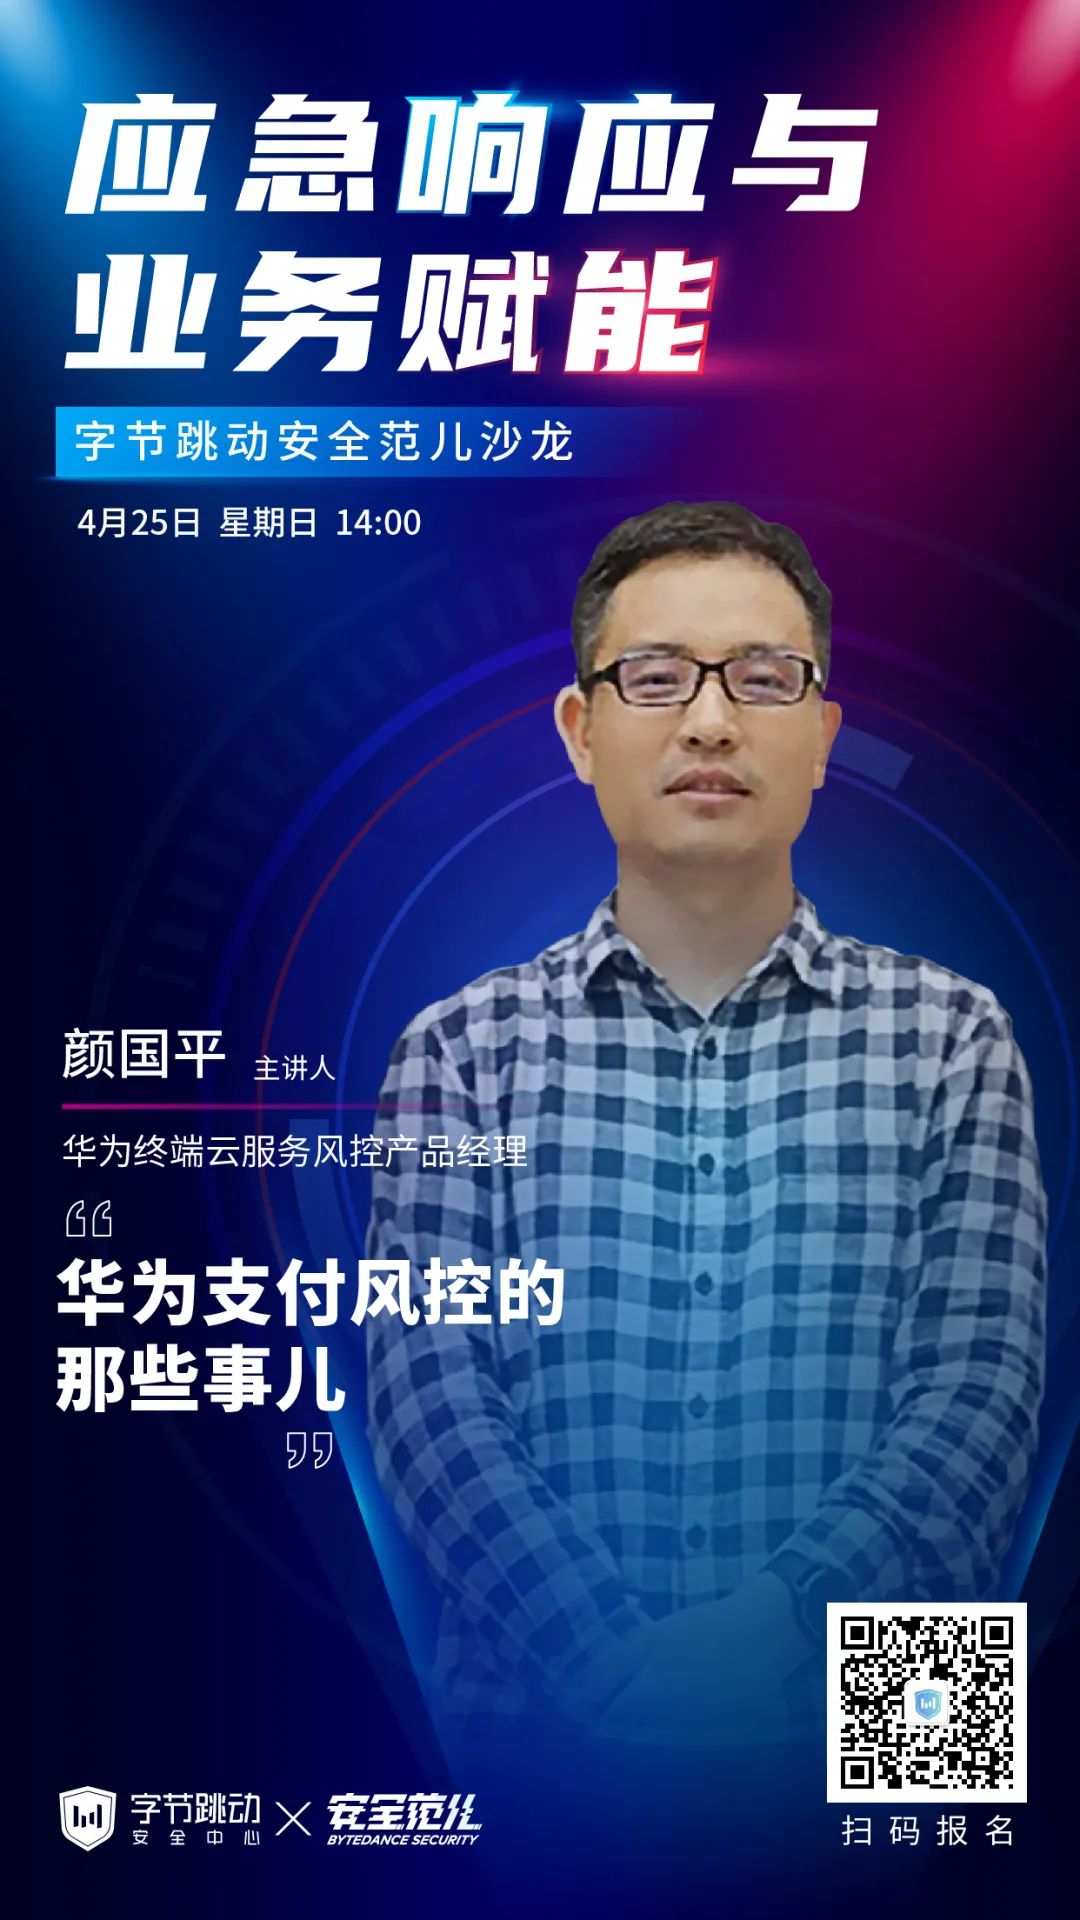 应急响应与
业务赋能
字节跳动安全范儿沙龙
4月25日 星期日 14:00
颜国平 主讲人
华为终端云服务风控产品经理
“
华为支付风控的
那些事儿
”
字节跳动
安全中心
×
安全范儿
BYTEDANCE SECURITY
扫码报名